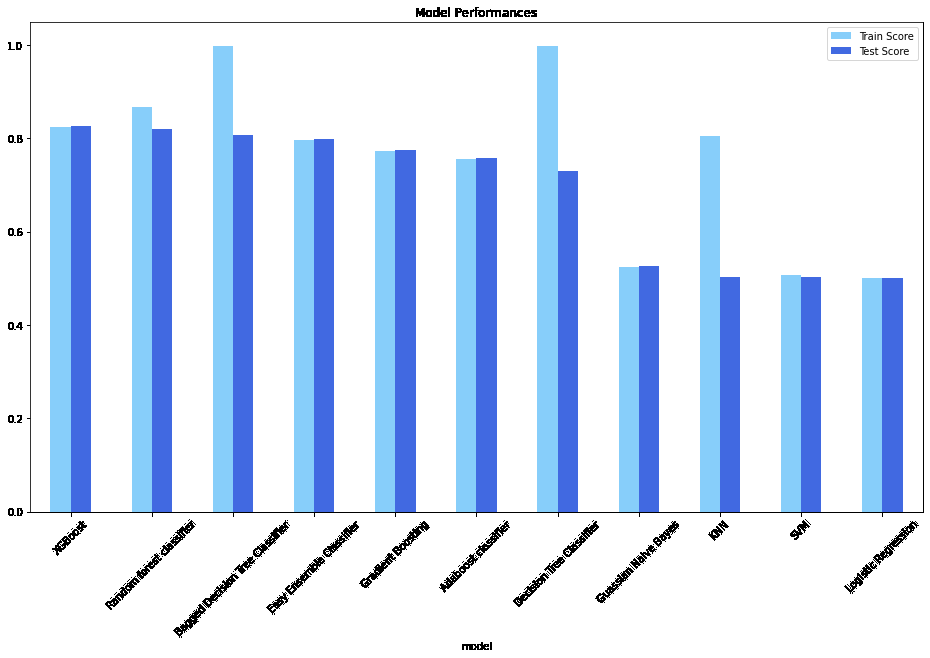 Model Performances
Train Score
Test Score
1.0
0.8
0.6
0.4
0.2
0.0
XGBoost
Random forest classifier
Bagged Decision Tree Classifier
Easy Ensemble Classifier
Gradient Boosting
Adaboost classifier
Decision Tree Classifier
Guassian Naive Bayes
KNN
SVM
Logistic Regression
model